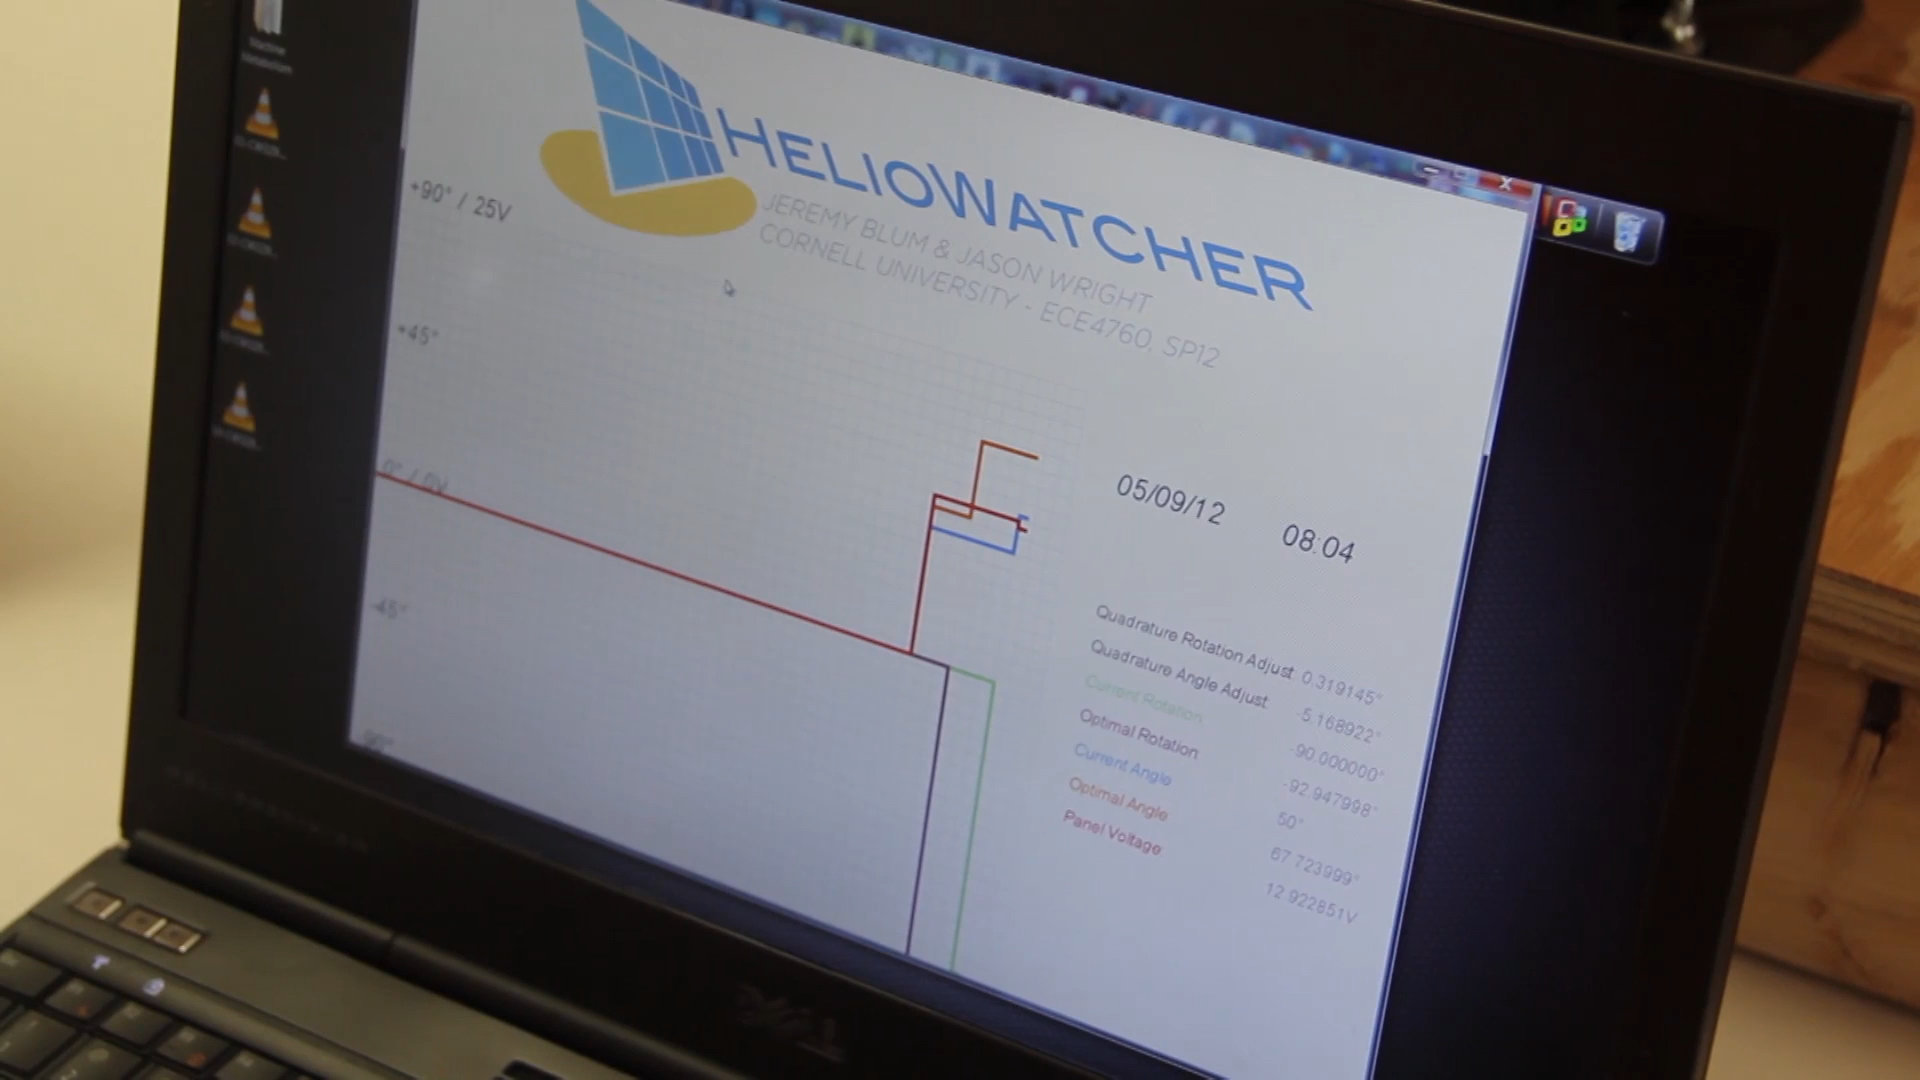 HELIOWATCHER
JEREMY BLUM & JASON WRIGHT
CORNELL UNIVERSITY - ECE4760, SP12
+90° / 25V
+45°
0° / 0V
-45°
05/09/12 08:04
Quadrature Rotation Adjust 0.319145°
Quadrature Angle Adjust -5.168922°
Current Rotation -90.000000°
Optimal Rotation -92.947998°
Current Angle 50°
Optimal Angle 67.723999°
Panel Voltage 12.922851V
DELL